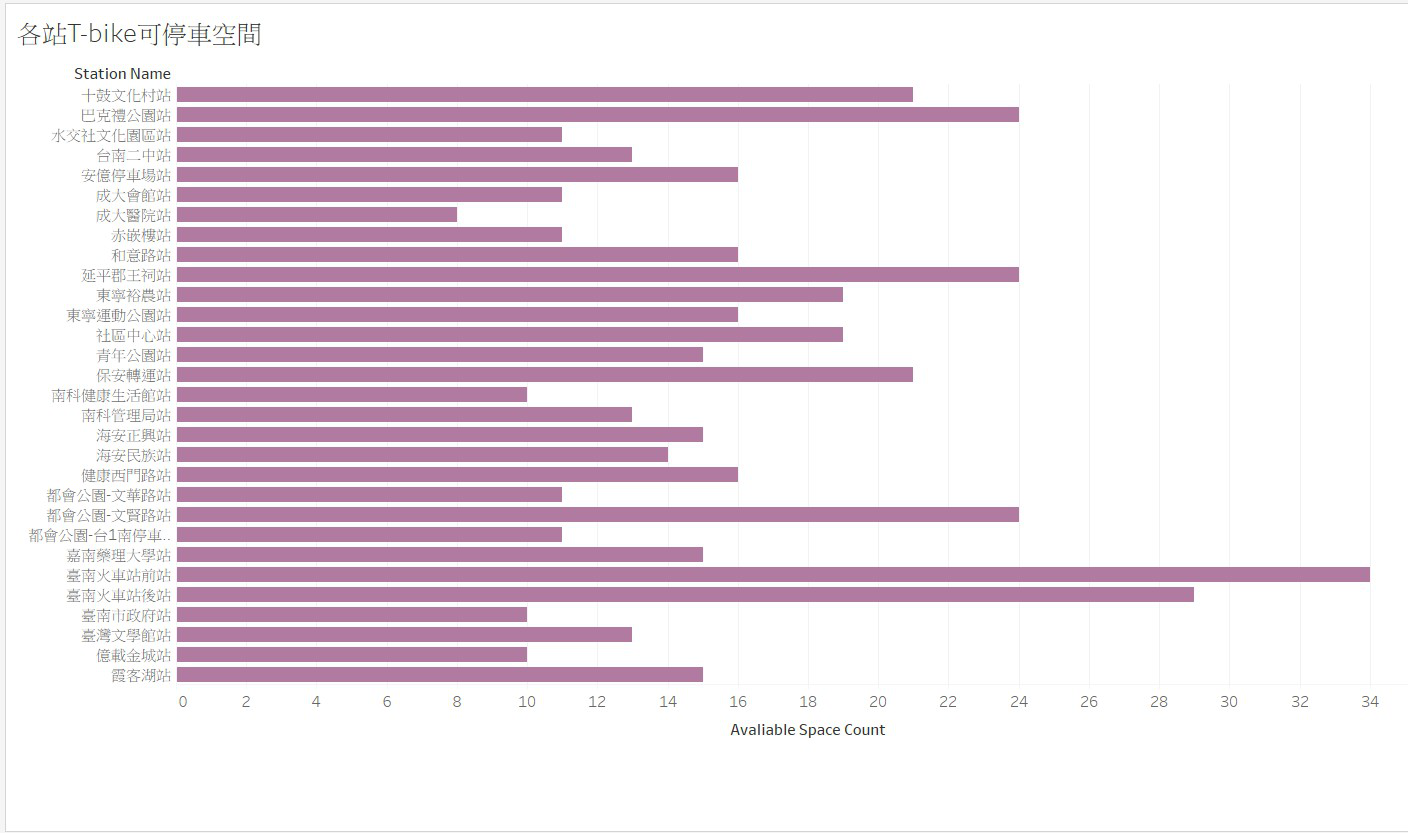 各站T-bike可停車空間
Station Name
十鼓文化村站
巴克禮公園站
水交社文化園區站
台南二中站
安億停車場站
成大會館站
成大醫院站
赤嵌樓站
和意路站
延平郡王祠站
東寧裕農站
東寧運動公園站
社區中心站
青年公園站
保安轉運站
南科健康生活館站
南科管理局站
海安正興站
海安民族站
健康西門路站
都會公園-文華路站
都會公園-文賢路站
都會公園-台1南停車..
嘉南藥理大學站
臺南火車站前站
臺南火車站後站
臺南市政府站
臺灣文學館站
億載金城站
霞客湖站
0 2 4 6 8 10 12 14 16 18 20 22 24 26 28 30 32 34
Avaliable Space Count